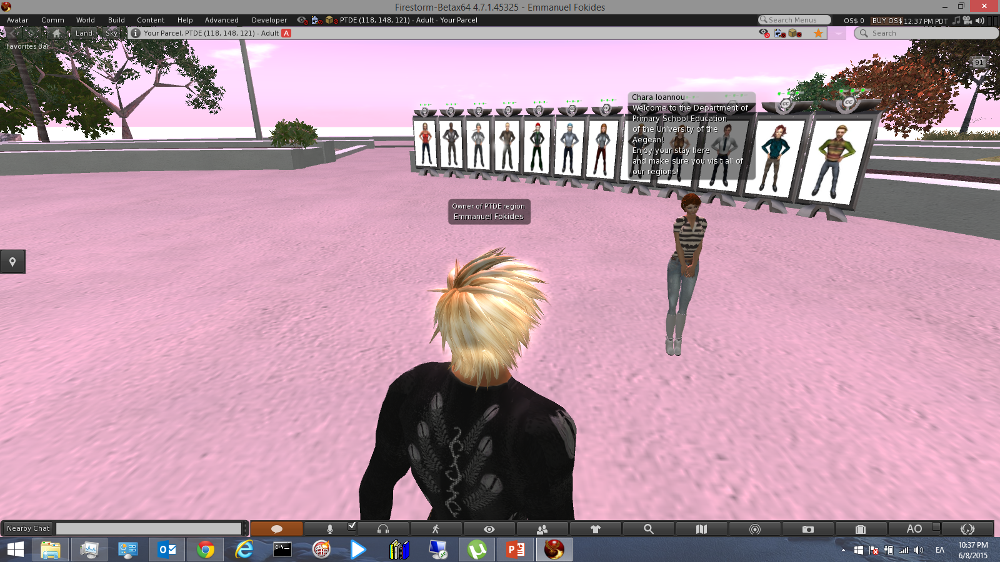 Firestorm-Betax64 4.7.1.45325 - Emmanuel Fokides
Avatar Comm World Build Content Help Advanced Developer PTDE (118, 148, 121) - Adult - Your Parcel Search Menus OS$ 0 BUY OS$ 12:37 PM PDT
Land Sky Your Parcel, PTDE (118, 148, 121) - Adult A Search
Favorites Bar
91
Chara Ioannou
Welcome to the Department of
Primary School Education
of the University of the
Aegean!
Enjoy your stay here
and make sure you visit all of
our regions!
Owner of PTDE region
Emmanuel Fokides
Nearby Chat AO
C:\_
ΕΛ
10:37 PM
6/8/2015